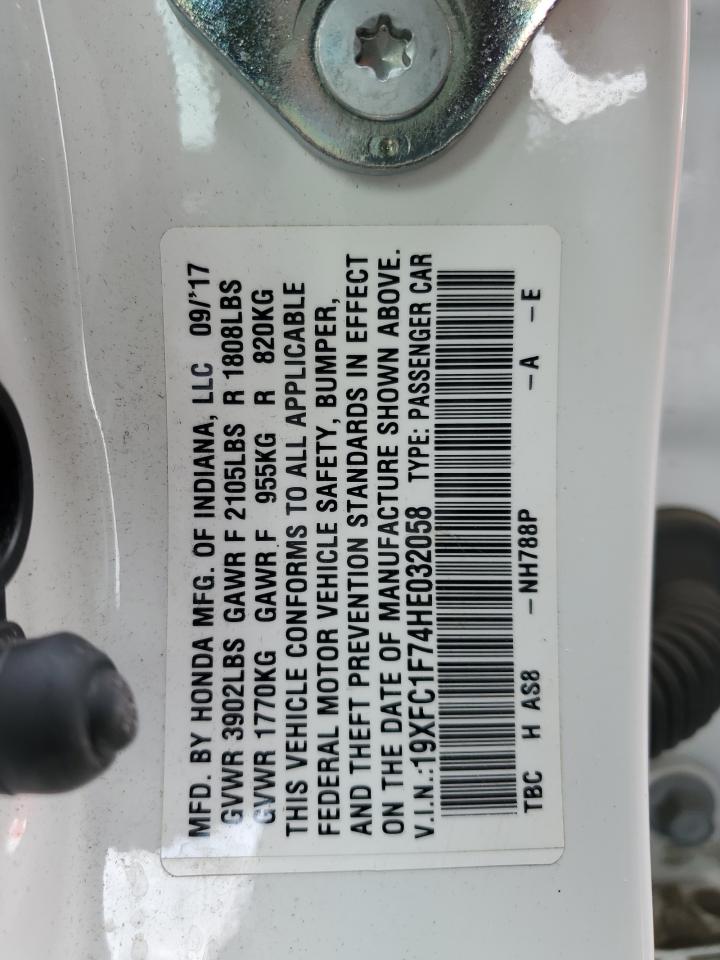 MFD. BY HONDA MFG. OF INDIANA, LLC 09/'17
GVWR 3902LBS GAWR F 2105LBS R 1808LBS
GVWR 1770KG GAWR F 955KG R 820KG
THIS VEHICLE CONFORMS TO ALL APPLICABLE
FEDERAL MOTOR VEHICLE SAFETY, BUMPER,
AND THEFT PREVENTION STANDARDS IN EFFECT
ON THE DATE OF MANUFACTURE SHOWN ABOVE.
V.I.N.:19XFC1F74HE032058 TYPE: PASSENGER CAR
TBC H AS8 -NH788P -A -E